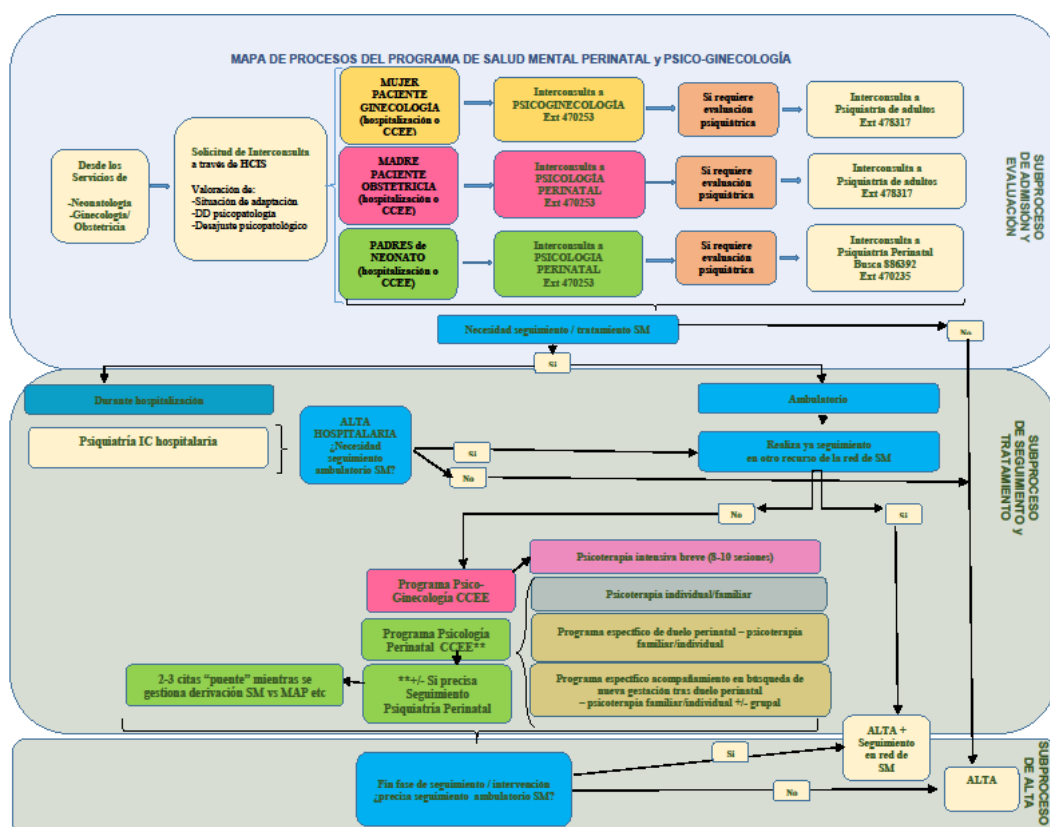 MAPA DE PROCESOS DEL PROGRAMA DE SALUD MENTAL PERINATAL y PSICO-GINECOLOGÍA
Desde los
Servicios de
-Neonatología
-Ginecología/
Obstetricia
Solicitud de Interconsulta
a través de HCIS
Valoración de:
-Situación de adaptación
-DD psicopatología
-Desajuste psicopatológico
MUJER
PACIENTE
GINECOLOGÍA
(hospitalización o
CCEE)
Interconsulta a
PSICOGINECOLOGÍA
Ext 470253
Si requiere
evaluación
psiquiátrica
Interconsulta a
Psiquiatría de adultos
Ext 478317
MADRE
PACIENTE
OBSTETRICIA
(hospitalización o
CCEE)
Interconsulta a
PSICOLOGÍA
PERINATAL
Ext 470253
Si requiere
evaluación
psiquiátrica
Interconsulta a
Psiquiatría de adultos
Ext 478317
PADRES de
NEONATO
(hospitalización o
CCEE)
Interconsulta a
PSICOLOGIA
PERINATAL
Ext 470253
Si requiere
evaluación
psiquiátrica
Interconsulta a
Psiquiatría Perinatal
Busca 886392
Ext 470235
SUBPROCESO
DE ADMISIÓN Y
EVALUACIÓN
Necesidad seguimiento / tratamiento SM
No
Si
Durante hospitalización
Ambulatorio
Psiquiatría IC hospitalaria
ALTA
HOSPITALARIA
¿Necesidad
seguimiento
ambulatorio SM?
Si
No
Realiza ya seguimiento
en otro recurso de la red de SM
No
Si
SUBPROCESO
DE SEGUIMIENTO y
TRATAMIENTO
Programa Psico-
Ginecología CCEE
Psicoterapia intensiva breve (8-10 sesiones)
Psicoterapia individual/familiar
Programa Psicología
Perinatal CCEE**
Programa específico de duelo perinatal – psicoterapia
familiar/individual
2-3 citas “puente” mientras se
gestiona derivación SM vs MAP etc
**+/- Si precisa
Seguimiento
Psiquiatría Perinatal
Programa específico acompañamiento en búsqueda de
nueva gestación tras duelo perinatal
– psicoterapia familiar/individual +/- grupal
ALTA +
Seguimiento
en red de
SM
Fin fase de seguimiento / intervención
¿precisa seguimiento ambulatorio SM?
Si
No
ALTA
SUBPROCESO
DE ALTA